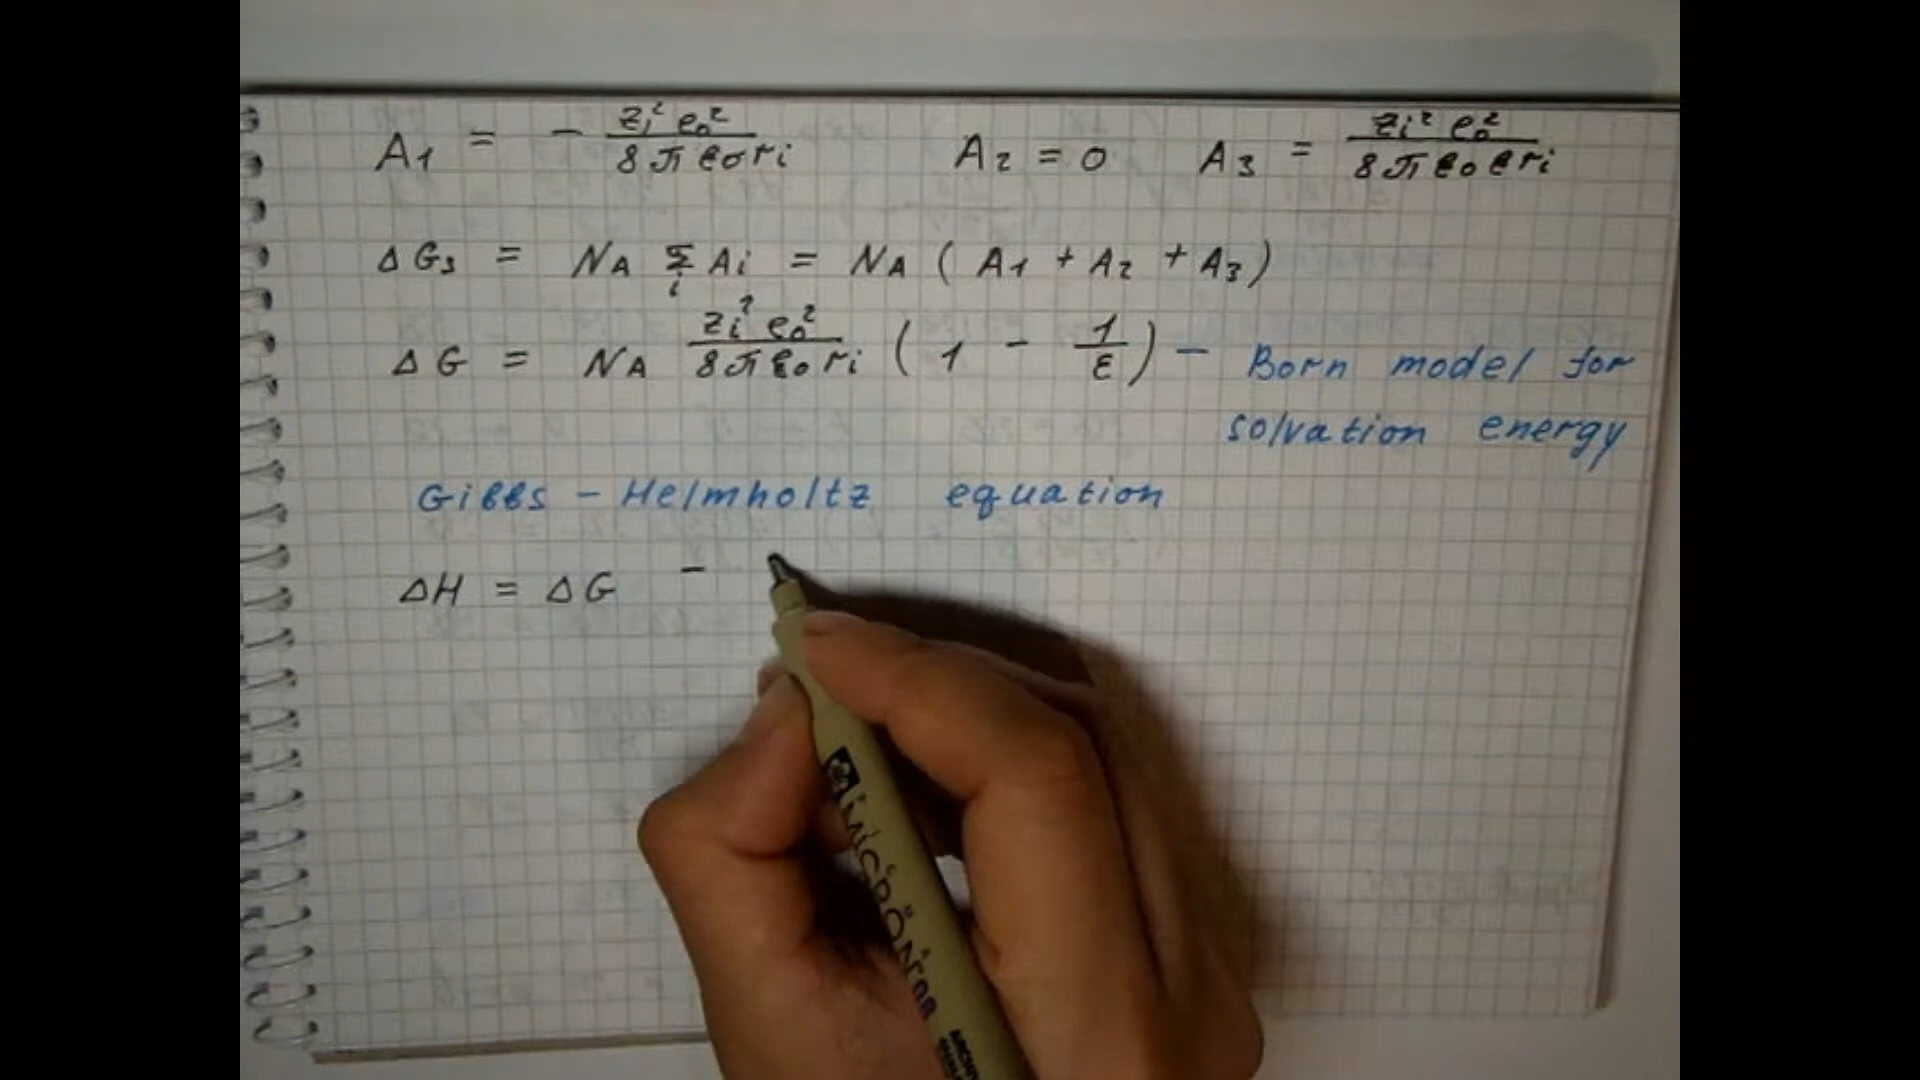 A1 = - zi² e0² / 8π ε0 ri A2 = 0 A3 = zi² e0² / 8π ε0 ε ri
ΔGs = NA Σi Ai = NA ( A1 + A2 + A3 )
ΔG = NA zi² e0² / 8π ε0 ri ( 1 - 1/ε ) - Born model for
solvation energy
Gibbs - Helmholtz equation
ΔH = ΔG -
MICRON